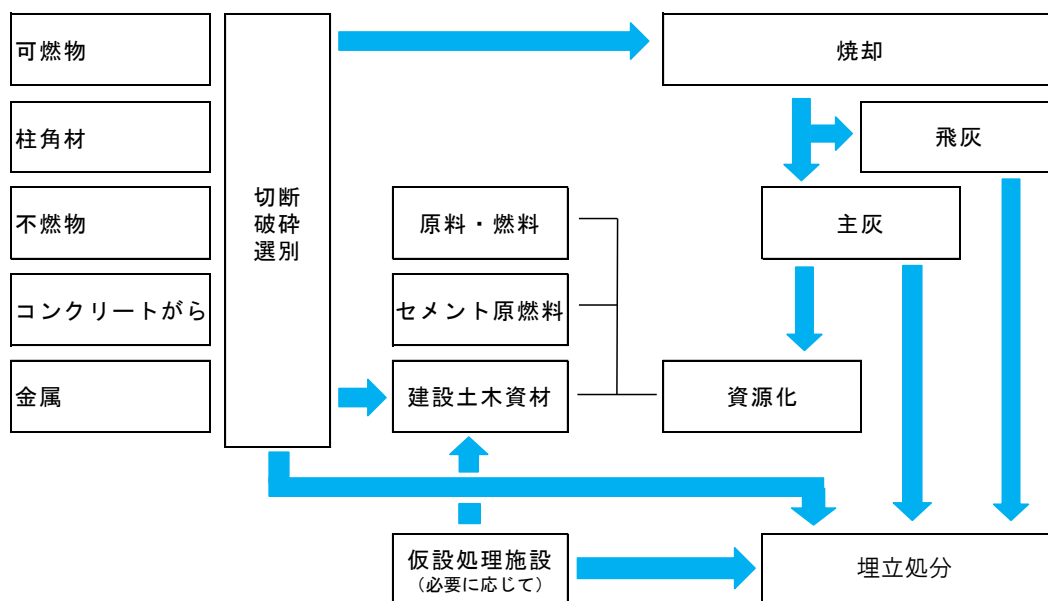 可燃物
柱角材
不燃物
コンクリートがら
金属
切断
破砕
選別
焼却
飛灰
主灰
原料・燃料
セメント原燃料
建設土木資材
資源化
仮設処理施設
（必要に応じて）
埋立処分